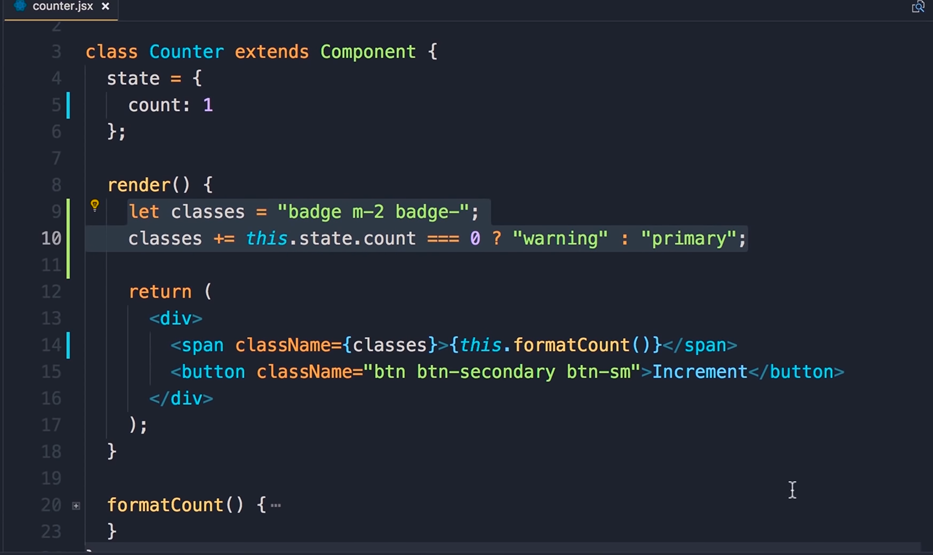 counter.jsx ×
2
3 class Counter extends Component {
4 state = {
5 count: 1
6 };
7
8 render() {
9 let classes = "badge m-2 badge-";
10 classes += this.state.count === 0 ? "warning" : "primary";
11
12 return (
13 <div>
14 <span className={classes}>{this.formatCount()}</span>
15 <button className="btn btn-secondary btn-sm">Increment</button>
16 </div>
17 );
18 }
19
20 formatCount() {⋯
23 }